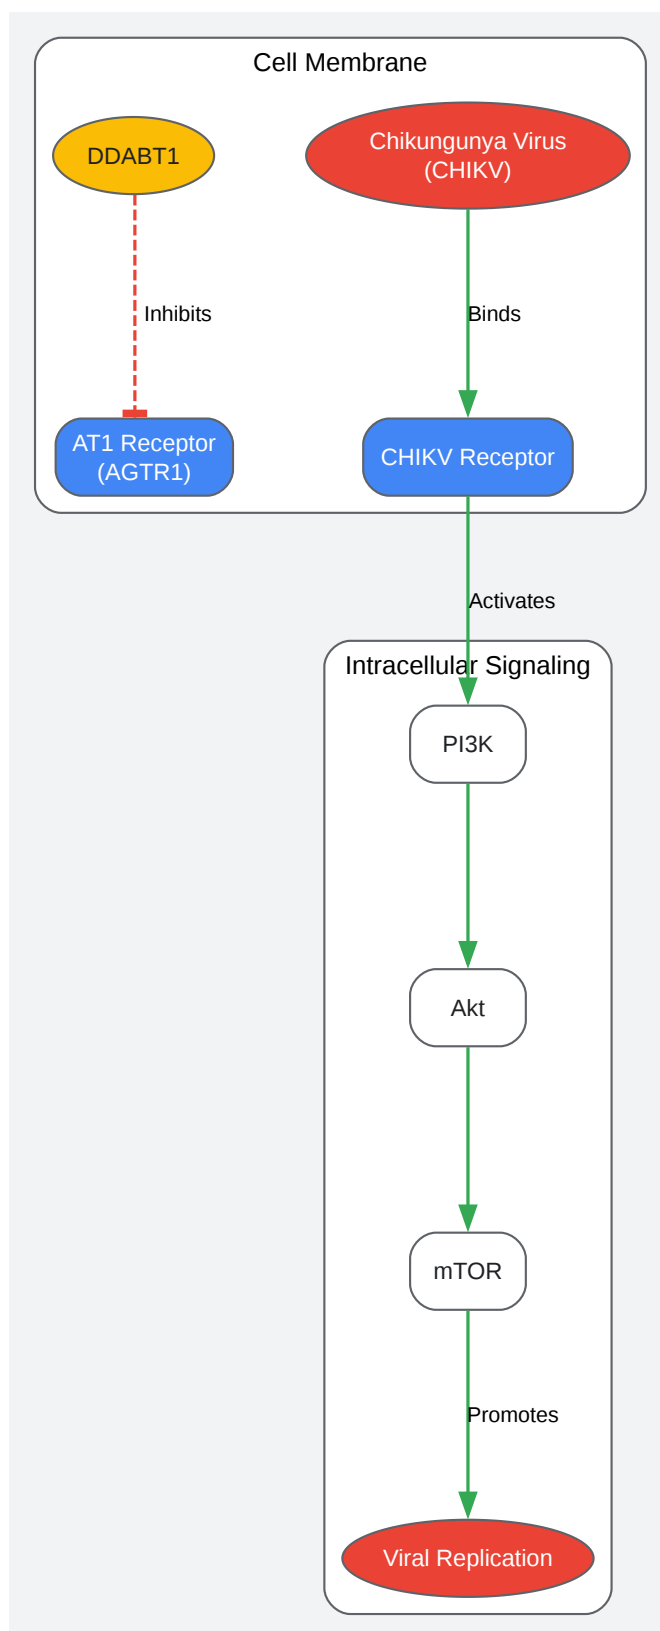 Cell Membrane
DDABT1
Chikungunya Virus
(CHIKV)
Inhibits
Binds
AT1 Receptor
(AGTR1)
CHIKV Receptor
Activates
Intracellular Signaling
PI3K
Akt
mTOR
Promotes
Viral Replication